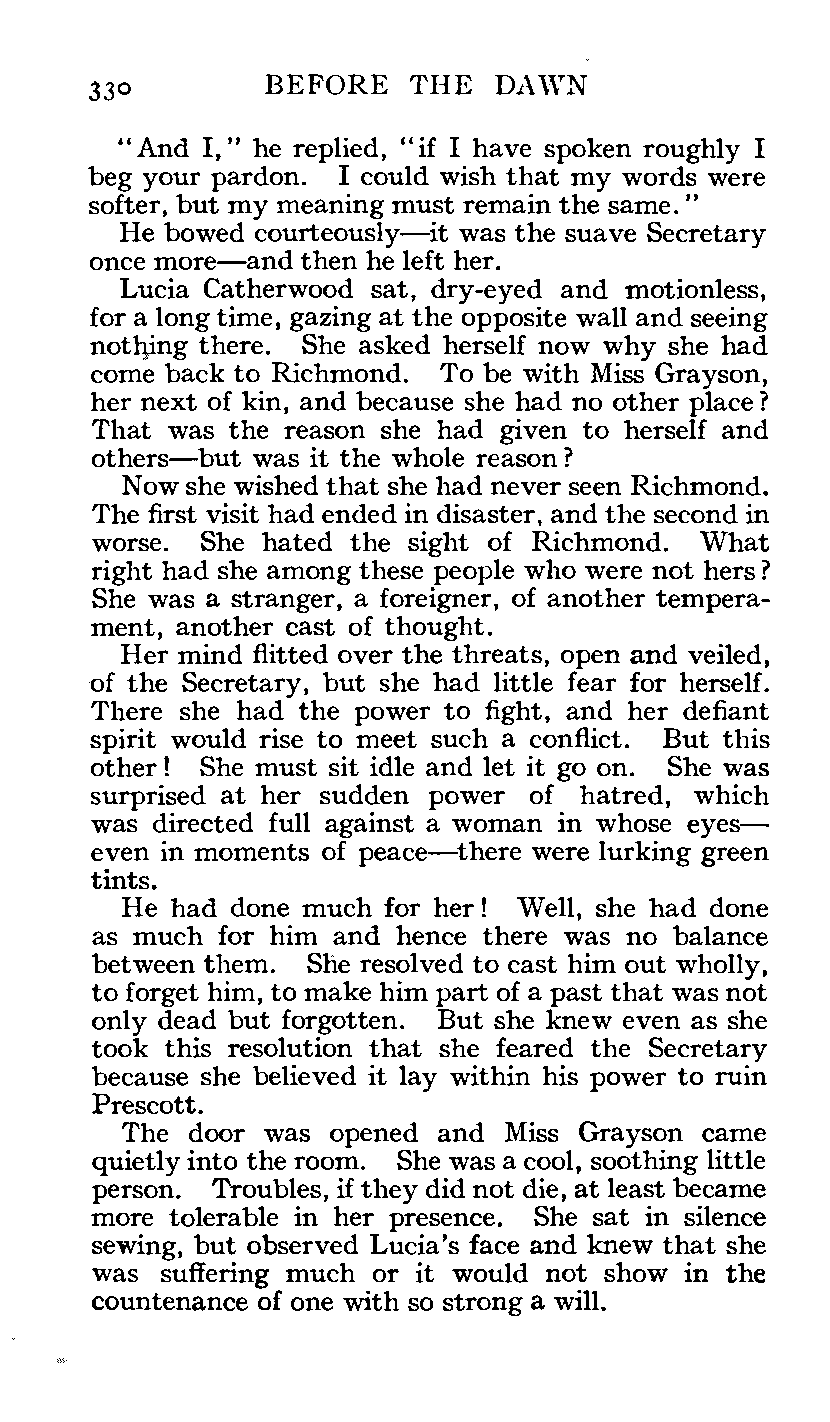 330 BEFORE THE DAWN
"And I," he replied, "if I have spoken roughly I
beg your pardon. I could wish that my words were
softer, but my meaning must remain the same."
He bowed courteously—it was the suave Secretary
once more—and then he left her.
Lucia Catherwood sat, dry-eyed and motionless,
for a long time, gazing at the opposite wall and seeing
nothing there. She asked herself now why she had
come back to Richmond. To be with Miss Grayson,
her next of kin, and because she had no other place?
That was the reason she had given to herself and
others—but was it the whole reason?
Now she wished that she had never seen Richmond.
The first visit had ended in disaster, and the second in
worse. She hated the sight of Richmond. What
right had she among these people who were not hers?
She was a stranger, a foreigner, of another tempera-
ment, another cast of thought.
Her mind flitted over the threats, open and veiled,
of the Secretary, but she had little fear for herself.
There she had the power to fight, and her defiant
spirit would rise to meet such a conflict. But this
other! She must sit idle and let it go on. She was
surprised at her sudden power of hatred, which
was directed full against a woman in whose eyes—
even in moments of peace—there were lurking green
tints.
He had done much for her! Well, she had done
as much for him and hence there was no balance
between them. She resolved to cast him out wholly,
to forget him, to make him part of a past that was not
only dead but forgotten. But she knew even as she
took this resolution that she feared the Secretary
because she believed it lay within his power to ruin
Prescott.
The door was opened and Miss Grayson came
quietly into the room. She was a cool, soothing little
person. Troubles, if they did not die, at least became
more tolerable in her presence. She sat in silence
sewing, but observed Lucia's face and knew that she
was suffering much or it would not show in the
countenance of one with so strong a will.